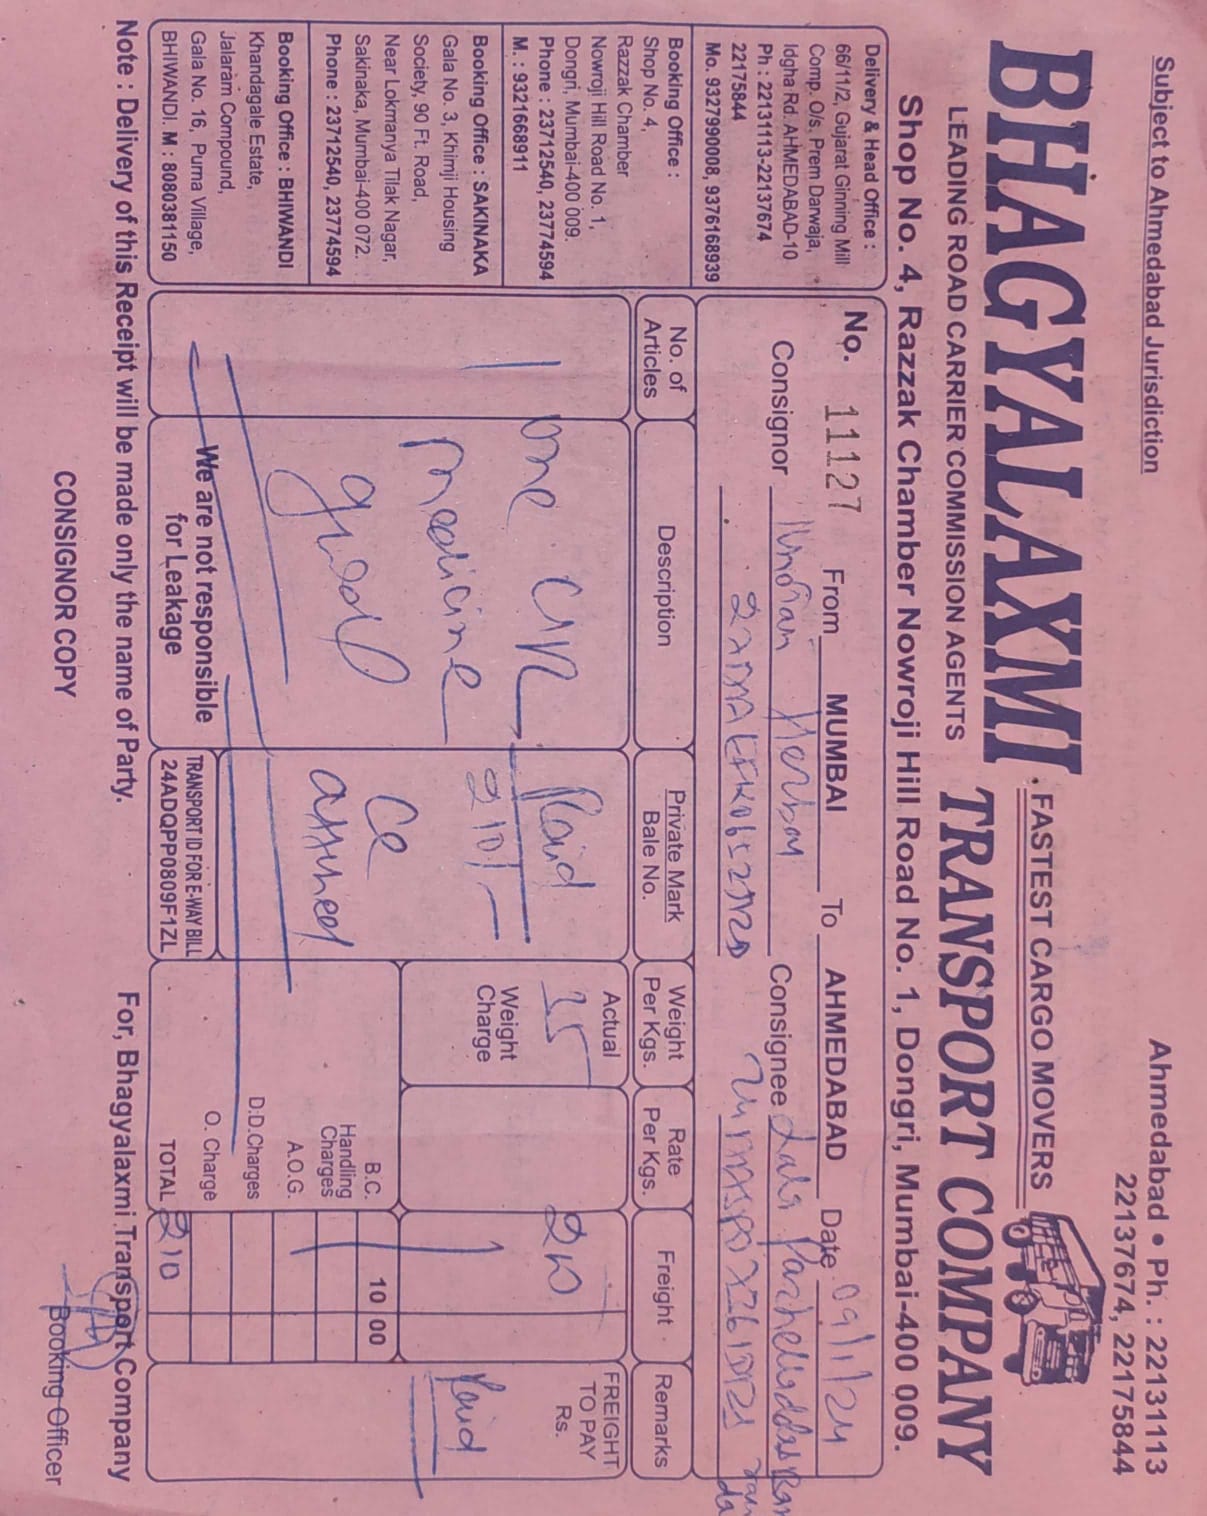 Subject to Ahmedabad Jurisdiction
Ahmedabad • Ph. : 22131113
22137674, 22175844
BHAGYALAXMI
FASTEST CARGO MOVERS
LEADING ROAD CARRIER COMMISSION AGENTS
TRANSPORT COMPANY
Shop No. 4, Razzak Chamber Nowroji Hill Road No. 1, Dongri, Mumbai-400 009.
Delivery & Head Office :
66/11/2, Gujarat Ginning Mill
Comp. O/s. Prem Darwaja,
Idgha Rd. AHMEDABAD-10
Ph : 22131113-22137674
22175844
Mo. 9327990008, 9376168939
Booking Office :
Shop No. 4,
Razzak Chamber
Nowroji Hill Road No. 1,
Dongri, Mumbai-400 009.
Phone : 23712540, 23774594
M. : 9321668911
Booking Office : SAKINAKA
Gala No. 3, Khimji Housing
Society, 90 Ft. Road,
Near Lokmanya Tilak Nagar,
Sakinaka, Mumbai-400 072.
Phone : 23712540, 23774594
Booking Office : BHIWANDI
Khandagale Estate,
Jalaram Compound,
Gala No. 16, Purna Village,
BHIWANDI. M : 8080381150
No. 11127 From MUMBAI To AHMEDABAD Date 09/1/24
Consignor Indian Herbal Consignee Lala
No. of Articles
Description
Private Mark
Bale No.
Weight
Per Kgs.
Rate
Per Kgs.
Freight
Remarks
1
one
Medicine
good
Paid
210/-
Actual
35
Weight
Charge
210
FREIGHT
TO PAY
Rs.
Paid
B.C. 10 00
Handling
Charges
A.O.G.
D.D.Charges
O. Charge
TOTAL 210
We are not responsible
for Leakage
TRANSPORT ID FOR E-WAY BILL
24ADQPP0809F1ZL
Note : Delivery of this Receipt will be made only the name of Party.
For, Bhagyalaxmi Transport Company
CONSIGNOR COPY
Booking Officer